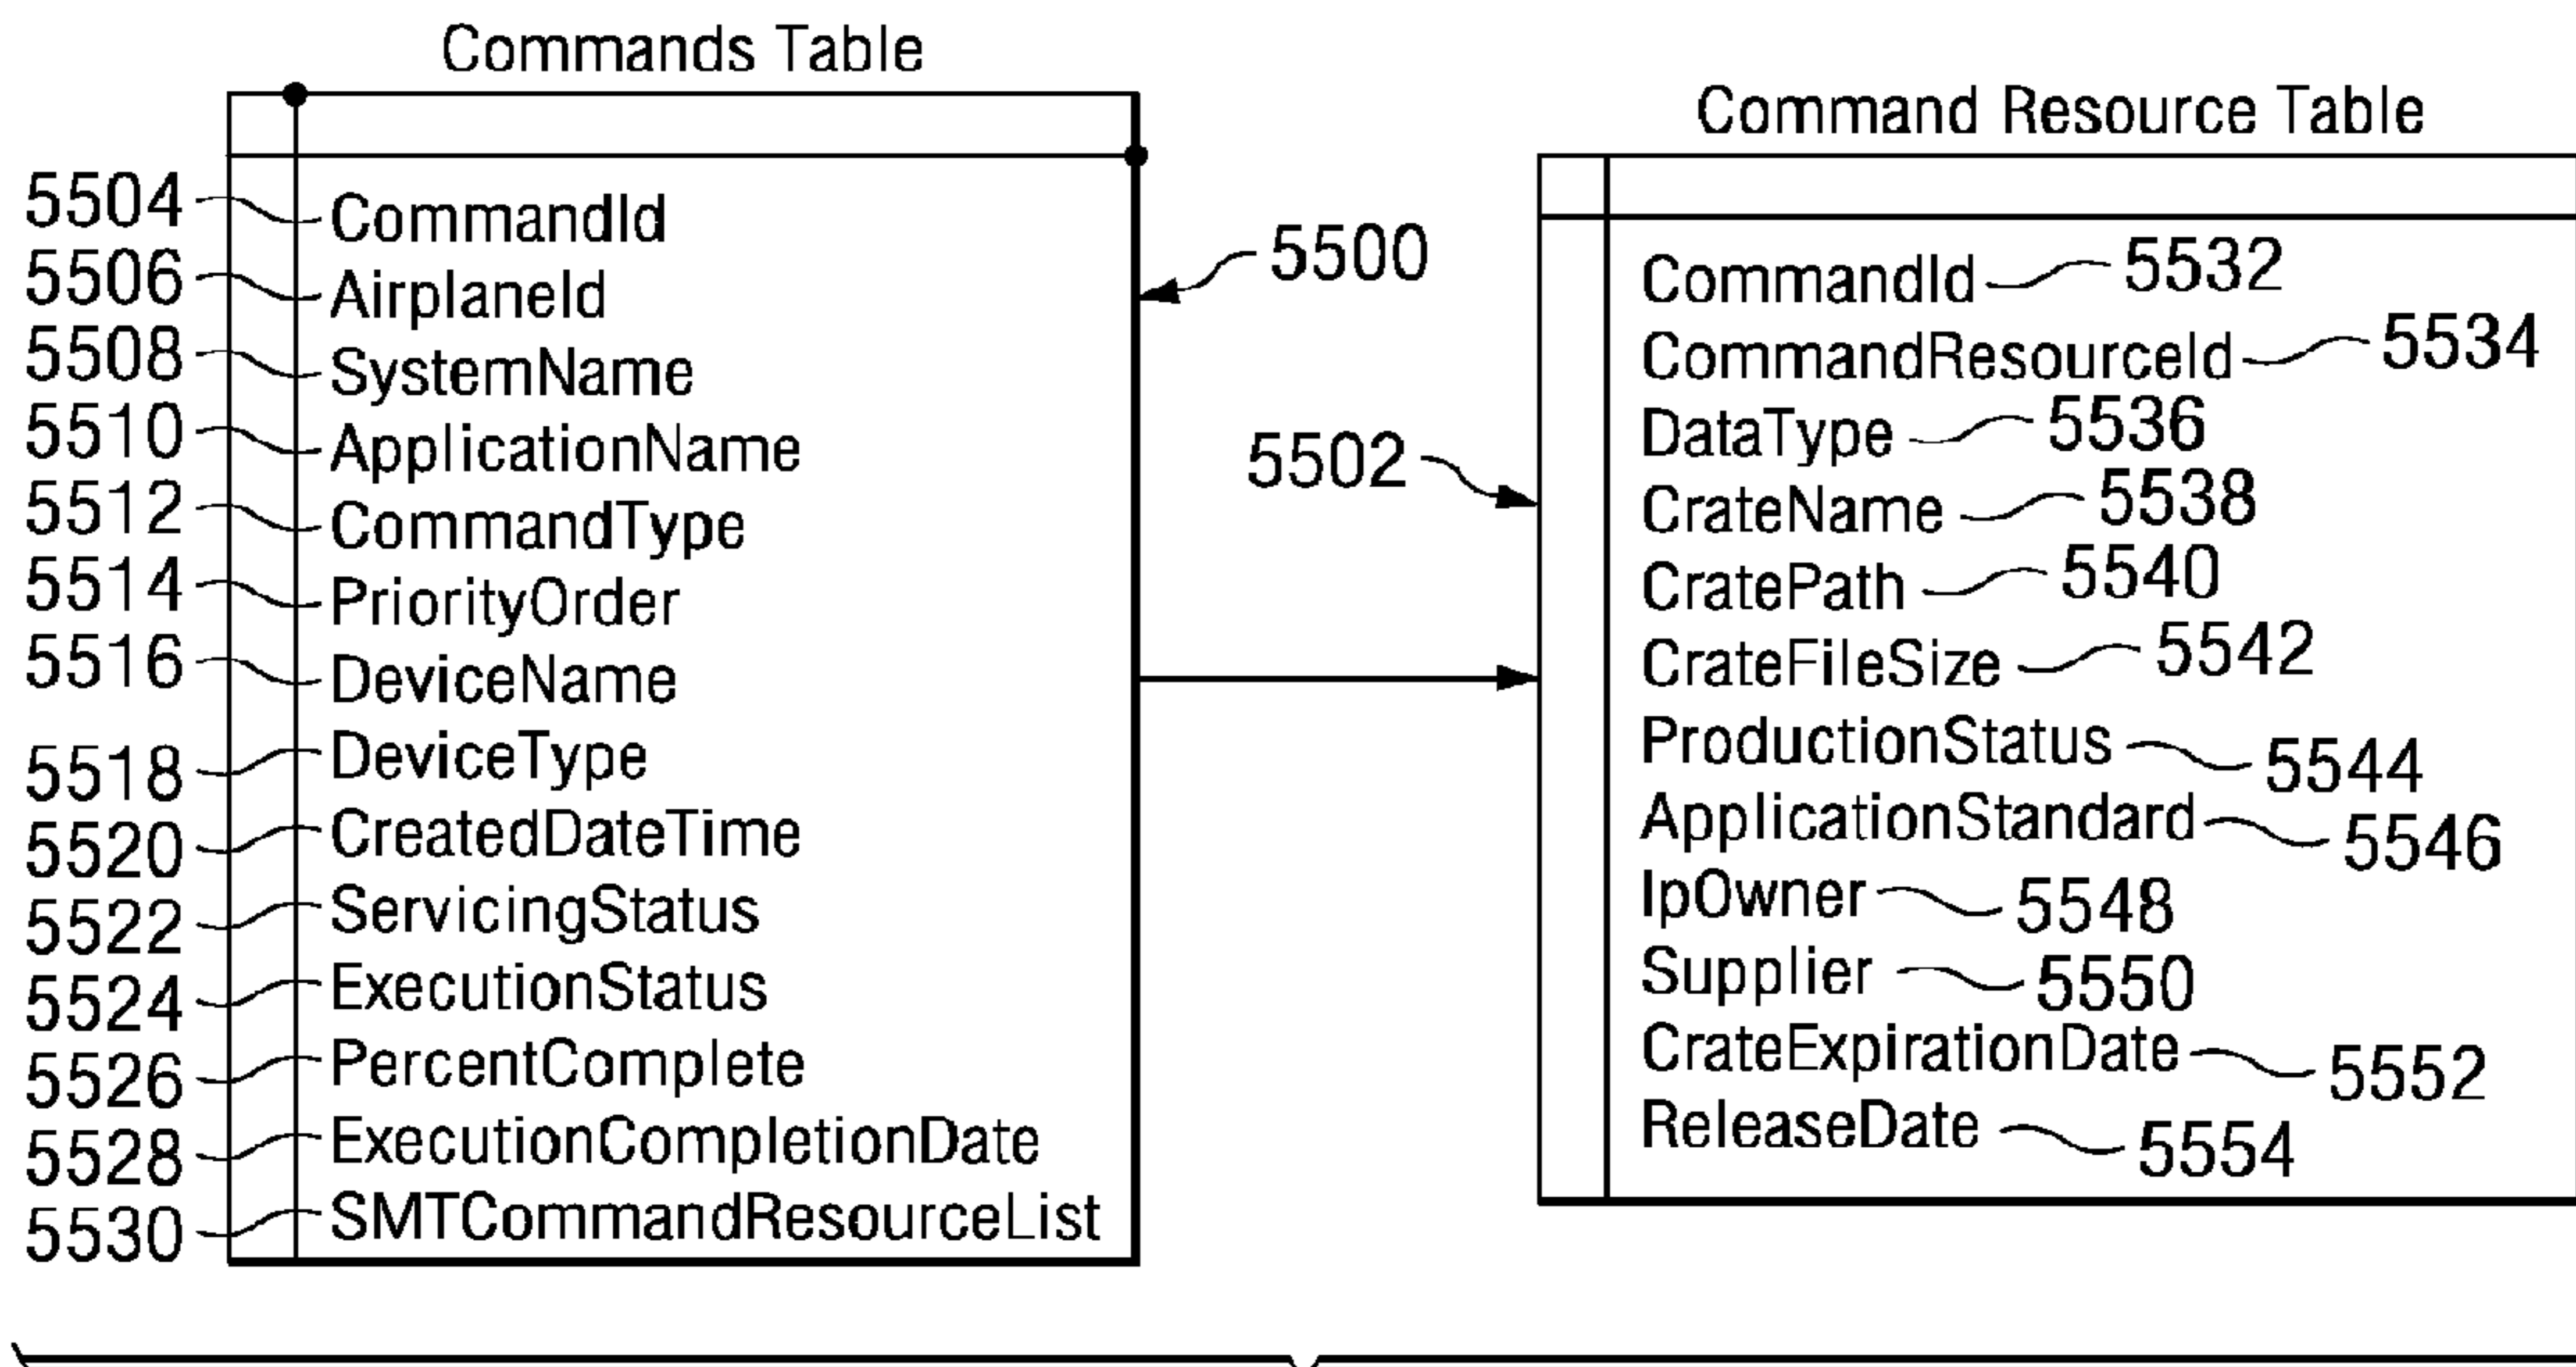 Commands Table
5504 CommandId
5506 AirplaneId
5508 SystemName
5510 ApplicationName
5512 CommandType
5514 PriorityOrder
5516 DeviceName
5518 DeviceType
5520 CreatedDateTime
5522 ServicingStatus
5524 ExecutionStatus
5526 PercentComplete
5528 ExecutionCompletionDate
5530 SMTCommandResourceList
5500
5502
Command Resource Table
CommandId 5532
CommandResourceId 5534
DataType 5536
CrateName 5538
CratePath 5540
CrateFileSize 5542
ProductionStatus 5544
ApplicationStandard 5546
IpOwner 5548
Supplier 5550
CrateExpirationDate 5552
ReleaseDate 5554